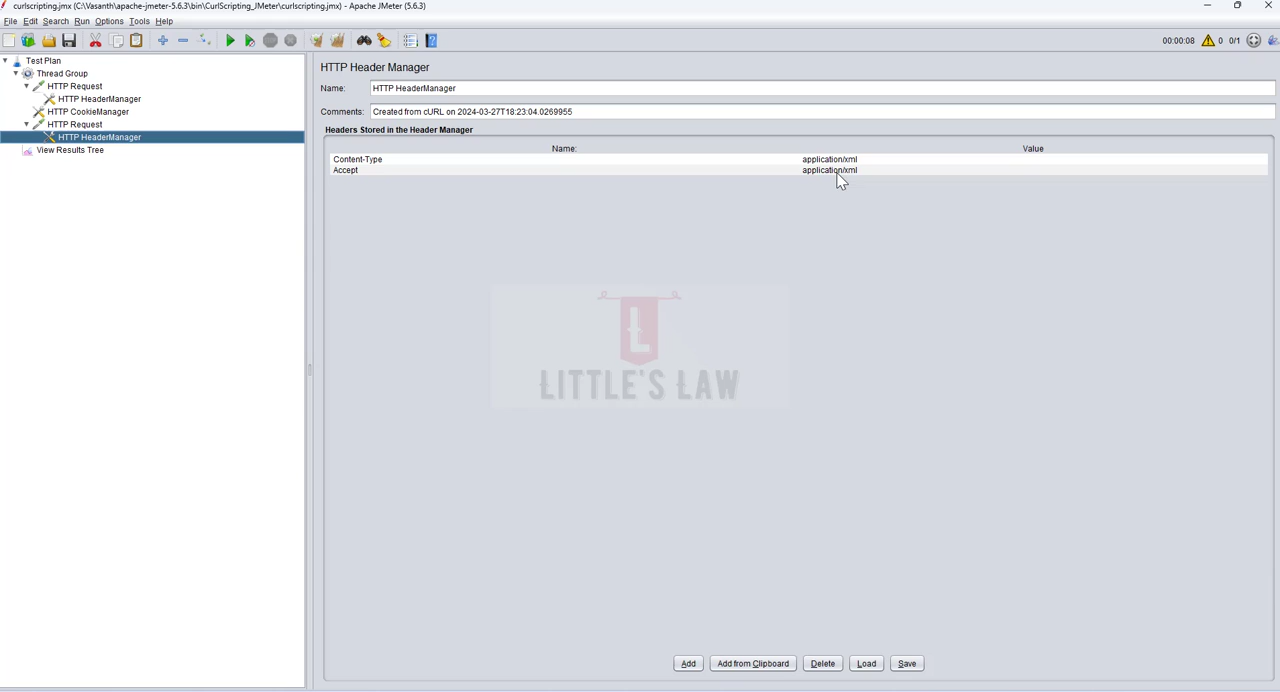 curlscripting.jmx (C:\Vasanth\apache-jmeter-5.6.3\bin\CurlScripting_JMeter\curlscripting.jmx) - Apache JMeter (5.6.3)
File Edit Search Run Options Tools Help
00:00:08 0 0/1
Test Plan
Thread Group
HTTP Request
HTTP HeaderManager
HTTP CookieManager
HTTP Request
HTTP HeaderManager
View Results Tree
HTTP Header Manager
Name: HTTP HeaderManager
Comments: Created from cURL on 2024-03-27T18:23:04.0269955
Headers Stored in the Header Manager
Name: Value
Content-Type application/xml
Accept application/xml
L
LITTLE'S LAW
Add Add from Clipboard Delete Load Save